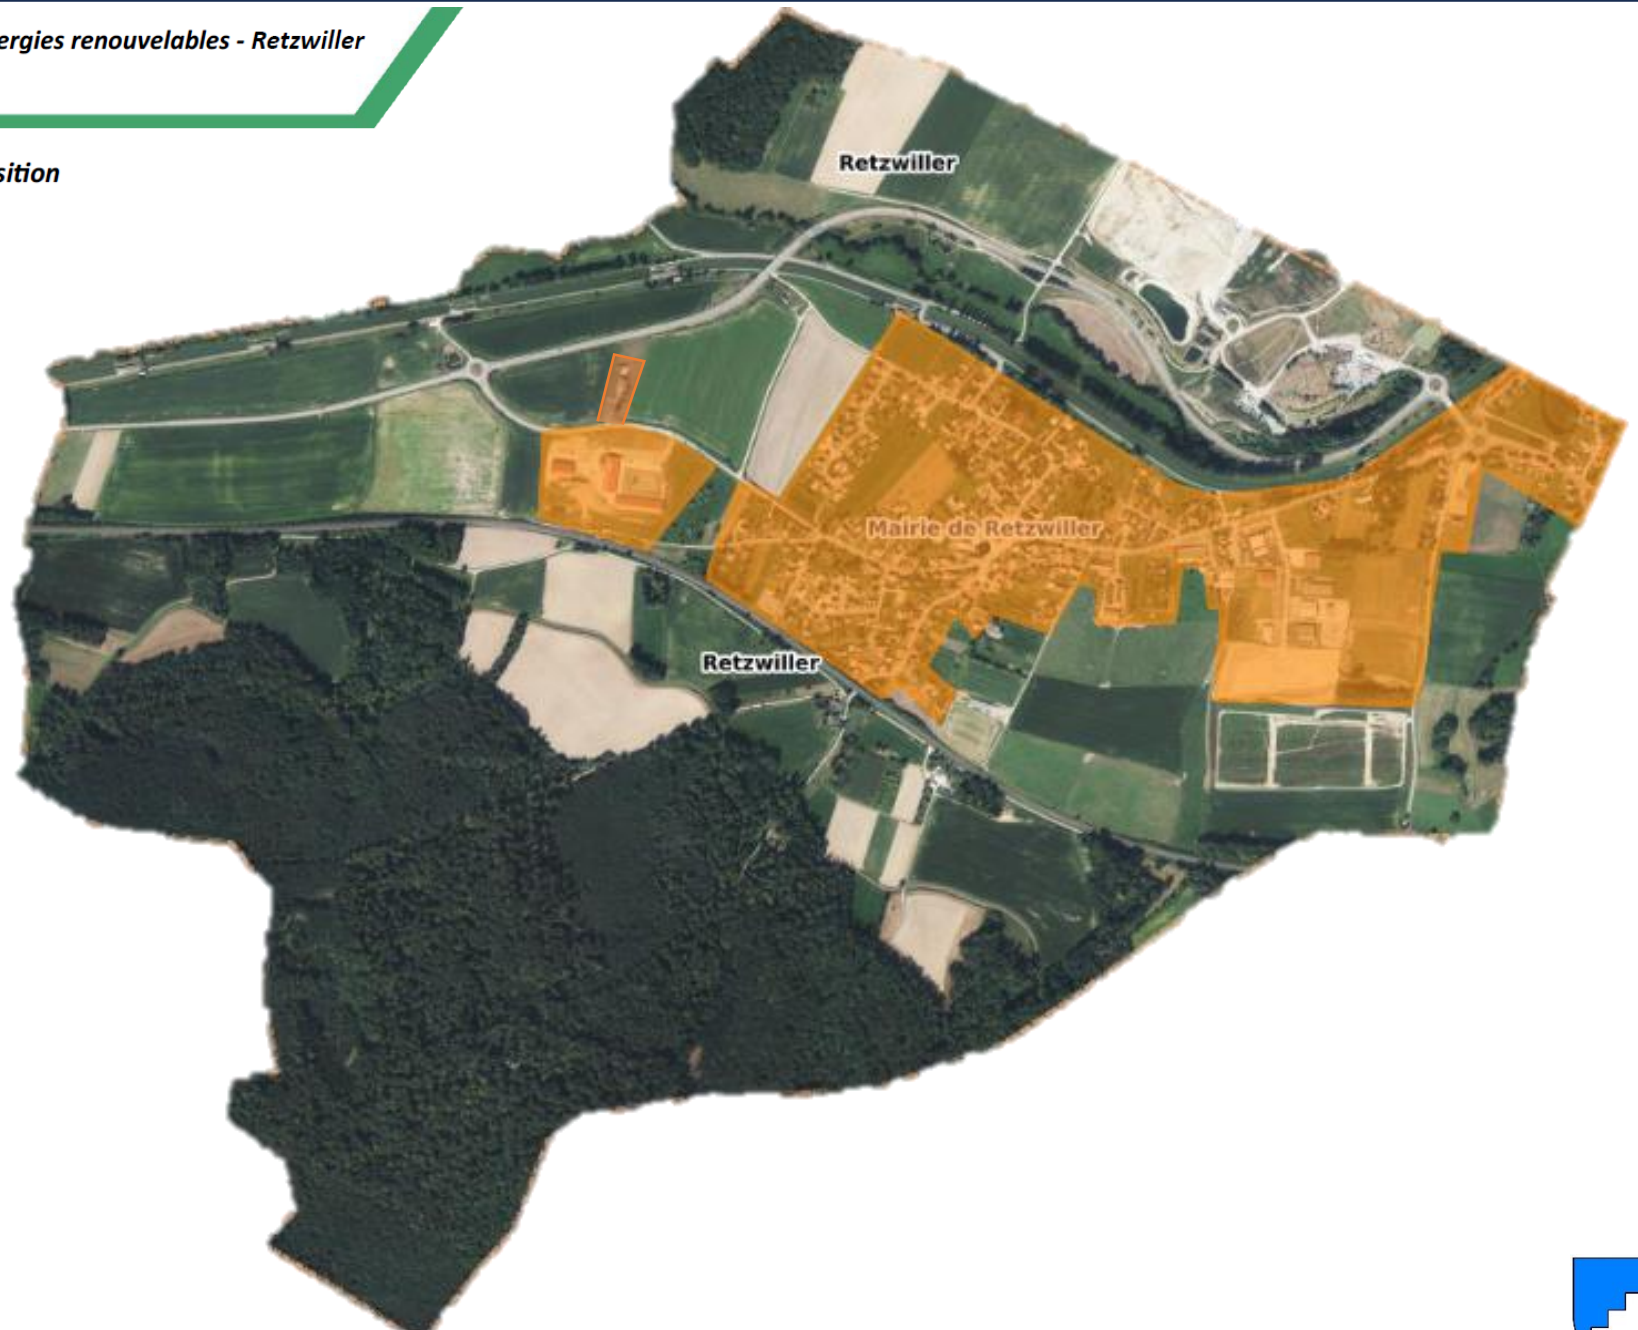 ergies renouvelables - Retzwiller
sition
Retzwiller
Mairie de Retzwiller
Retzwiller